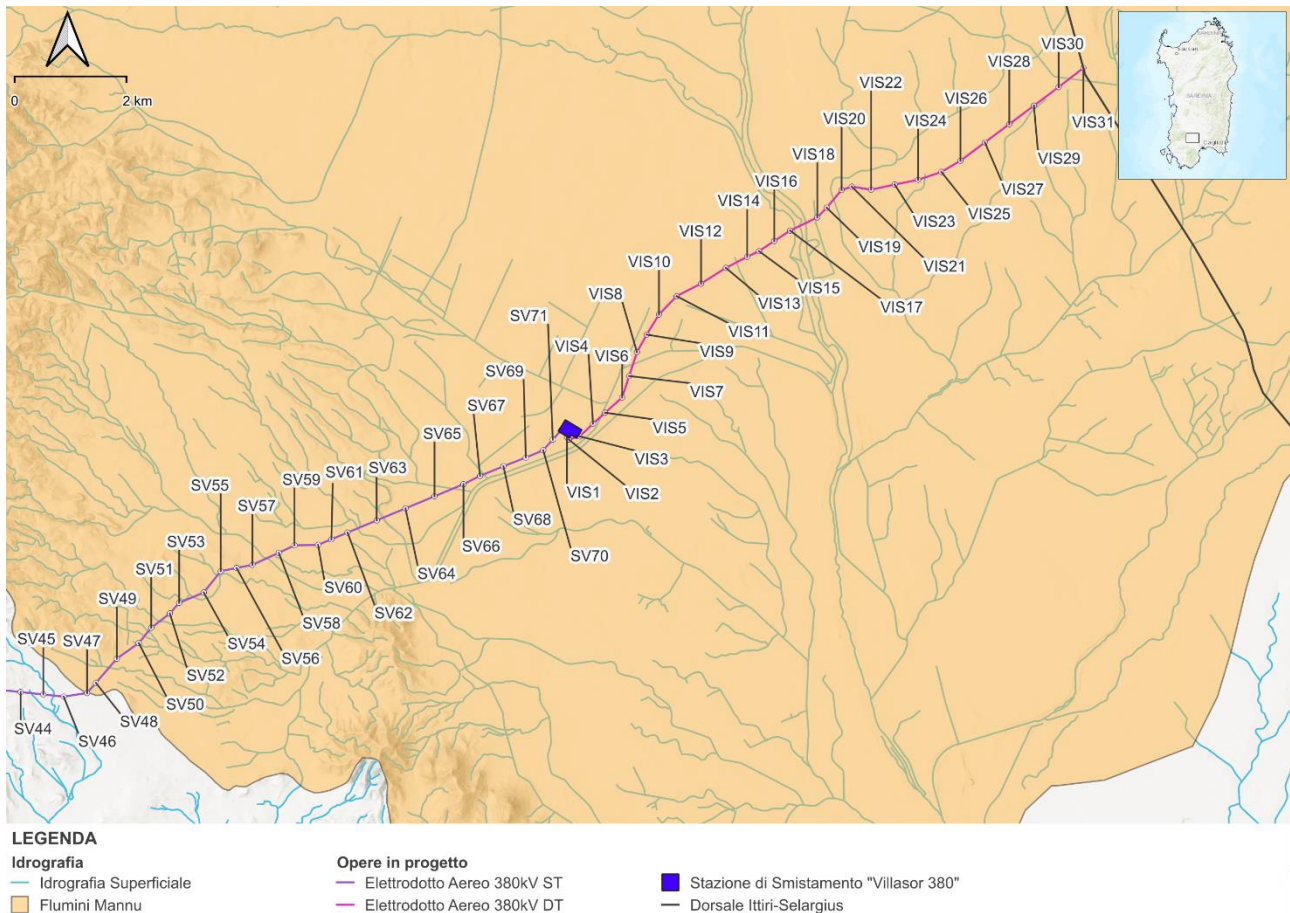 0
2 km
VIS30
VIS28
VIS22
VIS26
VIS31
VIS20
VIS24
VIS18
VIS29
VIS16
VIS27
VIS14
VIS25
VIS12
VIS23
VIS19
VIS10
VIS21
VIS15
VIS13
VIS17
VIS8
SV71
VIS11
VIS4
VIS6
VIS9
SV69
VIS7
SV67
VIS5
SV65
VIS3
SV63
SV61
SV59
VIS1
VIS2
SV57
SV55
SV68
SV53
SV66
SV70
SV51
SV64
SV49
SV60
SV62
SV58
SV47
SV45
SV54
SV56
SV52
SV50
SV48
SV44
SV46
SARDEGNA
Cagliari
LEGENDA
Idrografia
Idrografia Superficiale
Flumini Mannu
Opere in progetto
Elettrodotto Aereo 380kV ST
Elettrodotto Aereo 380kV DT
Stazione di Smistamento "Villasor 380"
Dorsale Ittiri-Selargius